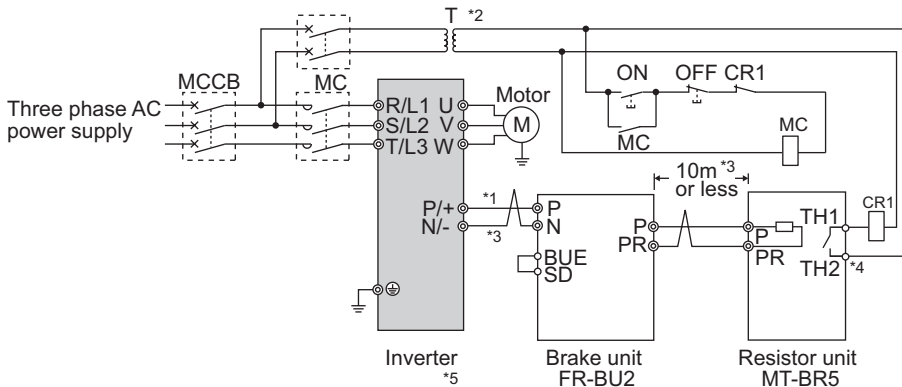 T *2
MCCB
MC
ON
OFF
CR1
MC
MC
Three phase AC
power supply
R/L1
U
S/L2
V
T/L3
W
Motor
M
10m *3
or less
P/+
*1
P
N/-
*3
N
P
PR
P
PR
TH1
CR1
TH2
*4
BUE
SD
Inverter
*5
Brake unit
FR-BU2
Resistor unit
MT-BR5